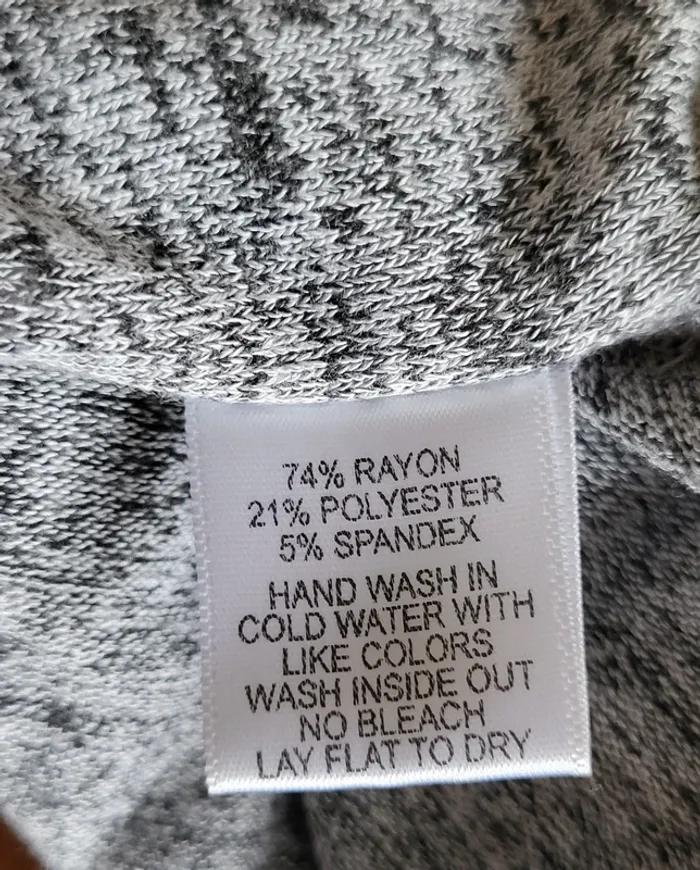 74% RAYON
21% POLYESTER
5% SPANDEX
HAND WASH IN
COLD WATER WITH
LIKE COLORS
WASH INSIDE OUT
NO BLEACH
LAY FLAT TO DRY